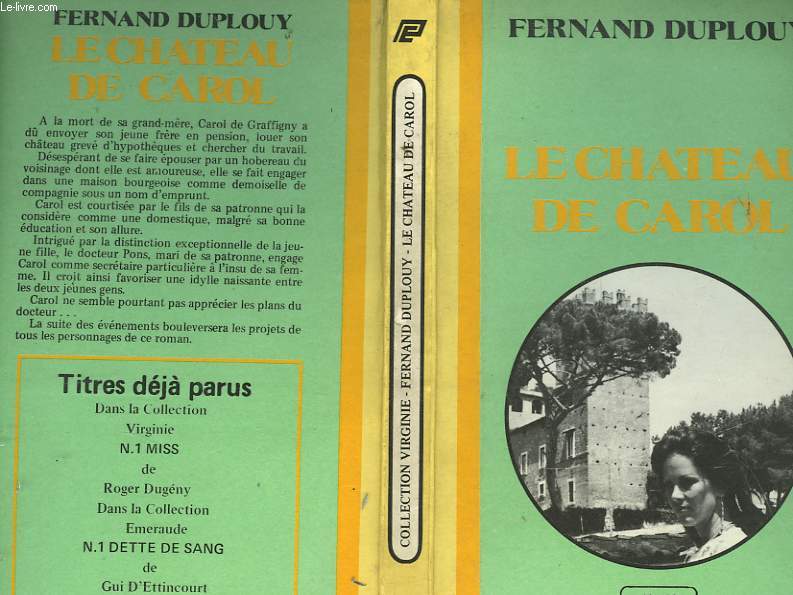 Le-livre.com
FERNAND DUPLOUY
LE CHATEAU
DE CAROL
A la mort de sa grand-mère, Carol de Graffigny a
dû envoyer son jeune frère en pension, louer son
château grevé d'hypothèques et chercher du travail.
Désespérant de se faire épouser par un hobereau du
voisinage dont elle est amoureuse, elle se fait engager
dans une maison bourgeoise comme demoiselle de
compagnie sous un nom d'emprunt.
Carol est courtisée par le fils de sa patronne qui la
considère comme une domestique, malgré sa bonne
éducation et son allure.
Intrigué par la distinction exceptionnelle de la jeu-
ne fille, le docteur Pons, mari de sa patronne, engage
Carol comme secrétaire particulière à l'insu de sa fem-
me. Il croit ainsi favoriser une idylle naissante entre
les deux jeunes gens.
Carol ne semble pourtant pas apprécier les plans du
docteur . . .
La suite des événements bouleversera les projets de
tous les personnages de ce roman.
Titres déjà parus
Dans la Collection
Virginie
N.1 MISS
de
Roger Dugény
Dans la Collection
Emeraude
N.1 DETTE DE SANG
de
Gui D'Ettincourt
COLLECTION VIRGINIE - FERNAND DUPLOUY - LE CHATEAU DE CAROL
FERNAND DUPLOUY
LE CHATEAU
DE CAROL